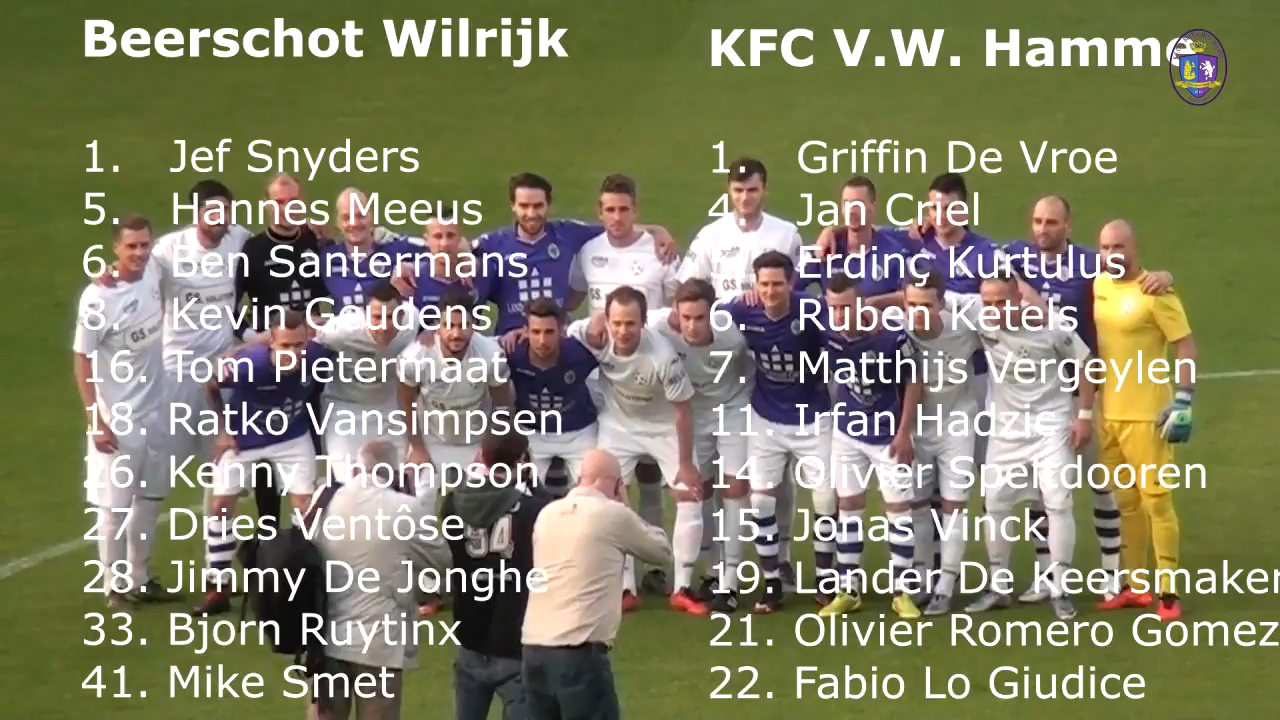 Beerschot Wilrijk
1. Jef Snyders
5. Hannes Meeus
6. Ben Santermans
8. Kevin Geudens
16. Tom Pietermaat
18. Ratko Vansimpsen
26. Kenny Thompson
27. Dries Ventôse
28. Jimmy De Jonghe
33. Bjorn Ruytinx
41. Mike Smet
KFC V.W. Hamme
1. Griffin De Vroe
4. Jan Criel
5. Erdinç Kurtulus
6. Ruben Ketels
7. Matthijs Vergeylen
11. Irfan Hadzic
14. Olivier Speltdooren
15. Jonas Vinck
19. Lander De Keersmaker
21. Olivier Romero Gomez
22. Fabio Lo Giudice
94